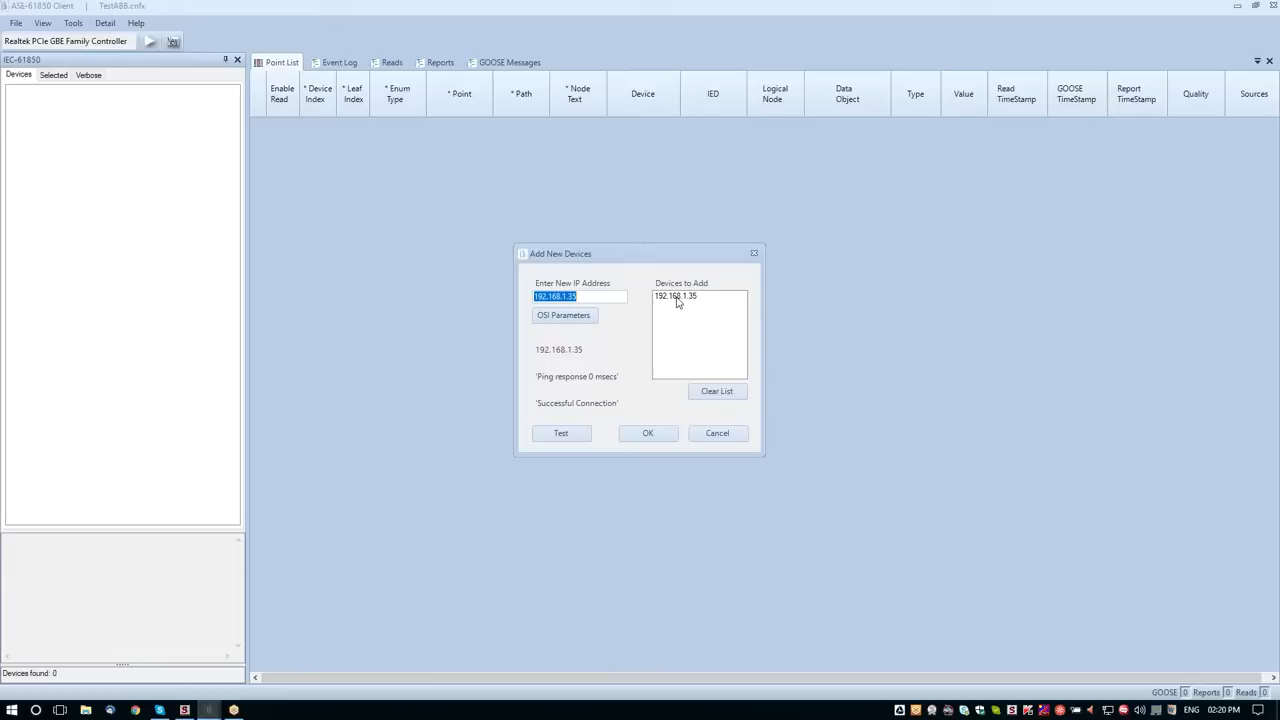 ASE-61850 Client TestABB.cnfx
File View Tools Detail Help
Realtek PCIe GBE Family Controller
IEC-61850
Devices Selected Verbose
Point List Event Log Reads Reports GOOSE Messages
Enable Read
* Device Index
* Leaf Index
* Enum Type
* Point
* Path
* Node Text
Device
IED
Logical Node
Data Object
Type
Value
Read TimeStamp
GOOSE TimeStamp
Report TimeStamp
Quality
Sources
Add New Devices
Enter New IP Address
192.168.1.35
OSI Parameters
192.168.1.35
'Ping response 0 msecs'
'Successful Connection'
Devices to Add
192.168.1.35
Clear List
Test OK Cancel
Devices found: 0
GOOSE 0 Reports 0 Reads 0
ENG 02:20 PM